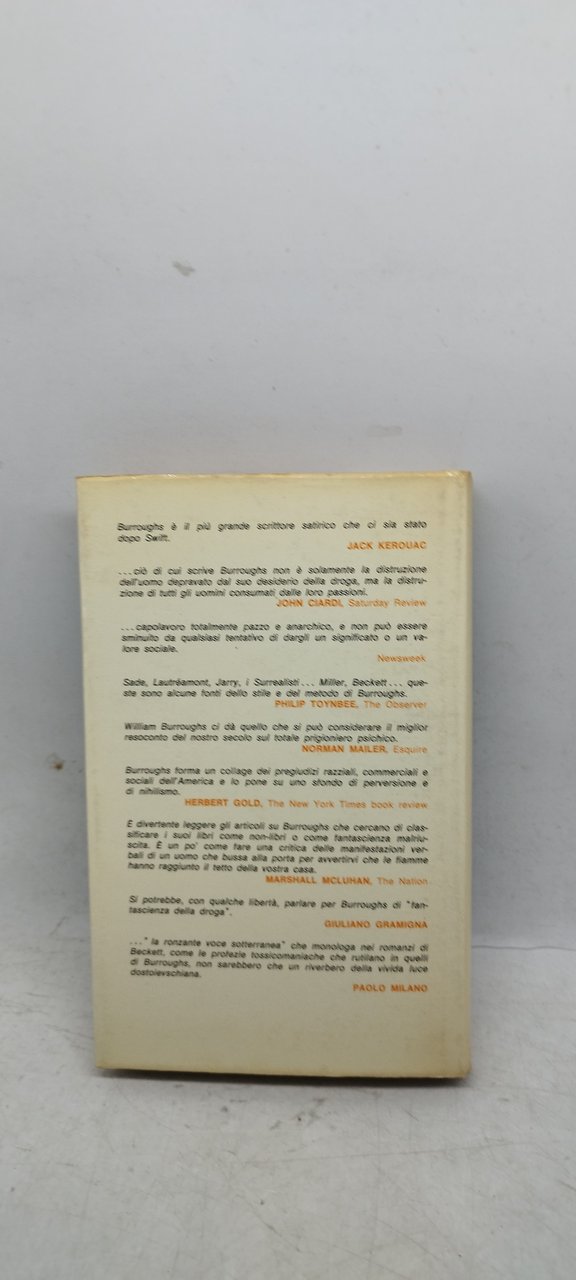 Burroughs è il più grande scrittore satirico che ci sia stato
dopo Swift.
JACK KEROUAC
...ciò di cui scrive Burroughs non è solamente la distruzione
dell'uomo depravato dal suo desiderio della droga, ma la distru-
zione di tutti gli uomini consumati dalle loro passioni.
JOHN CIARDI, Saturday Review
...capolavoro totalmente pazzo e anarchico, e non può essere
sminuito da qualsiasi tentativo di dargli un significato o un va-
lore sociale.
Newsweek
Sade, Lautréamont, Jarry, i Surrealisti... Miller, Beckett... que-
ste sono alcune fonti dello stile e del metodo di Burroughs.
PHILIP TOYNBEE, The Observer
William Burroughs ci dà quello che si può considerare il miglior
resoconto del nostro secolo sul totale prigioniero psichico.
NORMAN MAILER, Esquire
Burroughs forma un collage dei pregiudizi razziali, commerciali e
sociali dell'America e lo pone su uno sfondo di perversione e
di nihilismo.
HERBERT GOLD, The New York Times book review
È divertente leggere gli articoli su Burroughs che cercano di clas-
sificare i suoi libri come non-libri o come fantascienza malriu-
scita. È un po' come fare una critica delle manifestazioni ver-
bali di un uomo che bussa alla porta per avvertirvi che le fiamme
hanno raggiunto il tetto della vostra casa.
MARSHALL MCLUHAN, The Nation
Si potrebbe, con qualche libertà, parlare per Burroughs di "fan-
tascienza della droga".
GIULIANO GRAMIGNA
..."la ronzante voce sotterranea" che monologa nei romanzi di
Beckett, come le profezie tossicomaniache che rutilano in quelli
di Burroughs, non sarebbero che un riverbero della vivida luce
dostoievschiana.
PAOLO MILANO